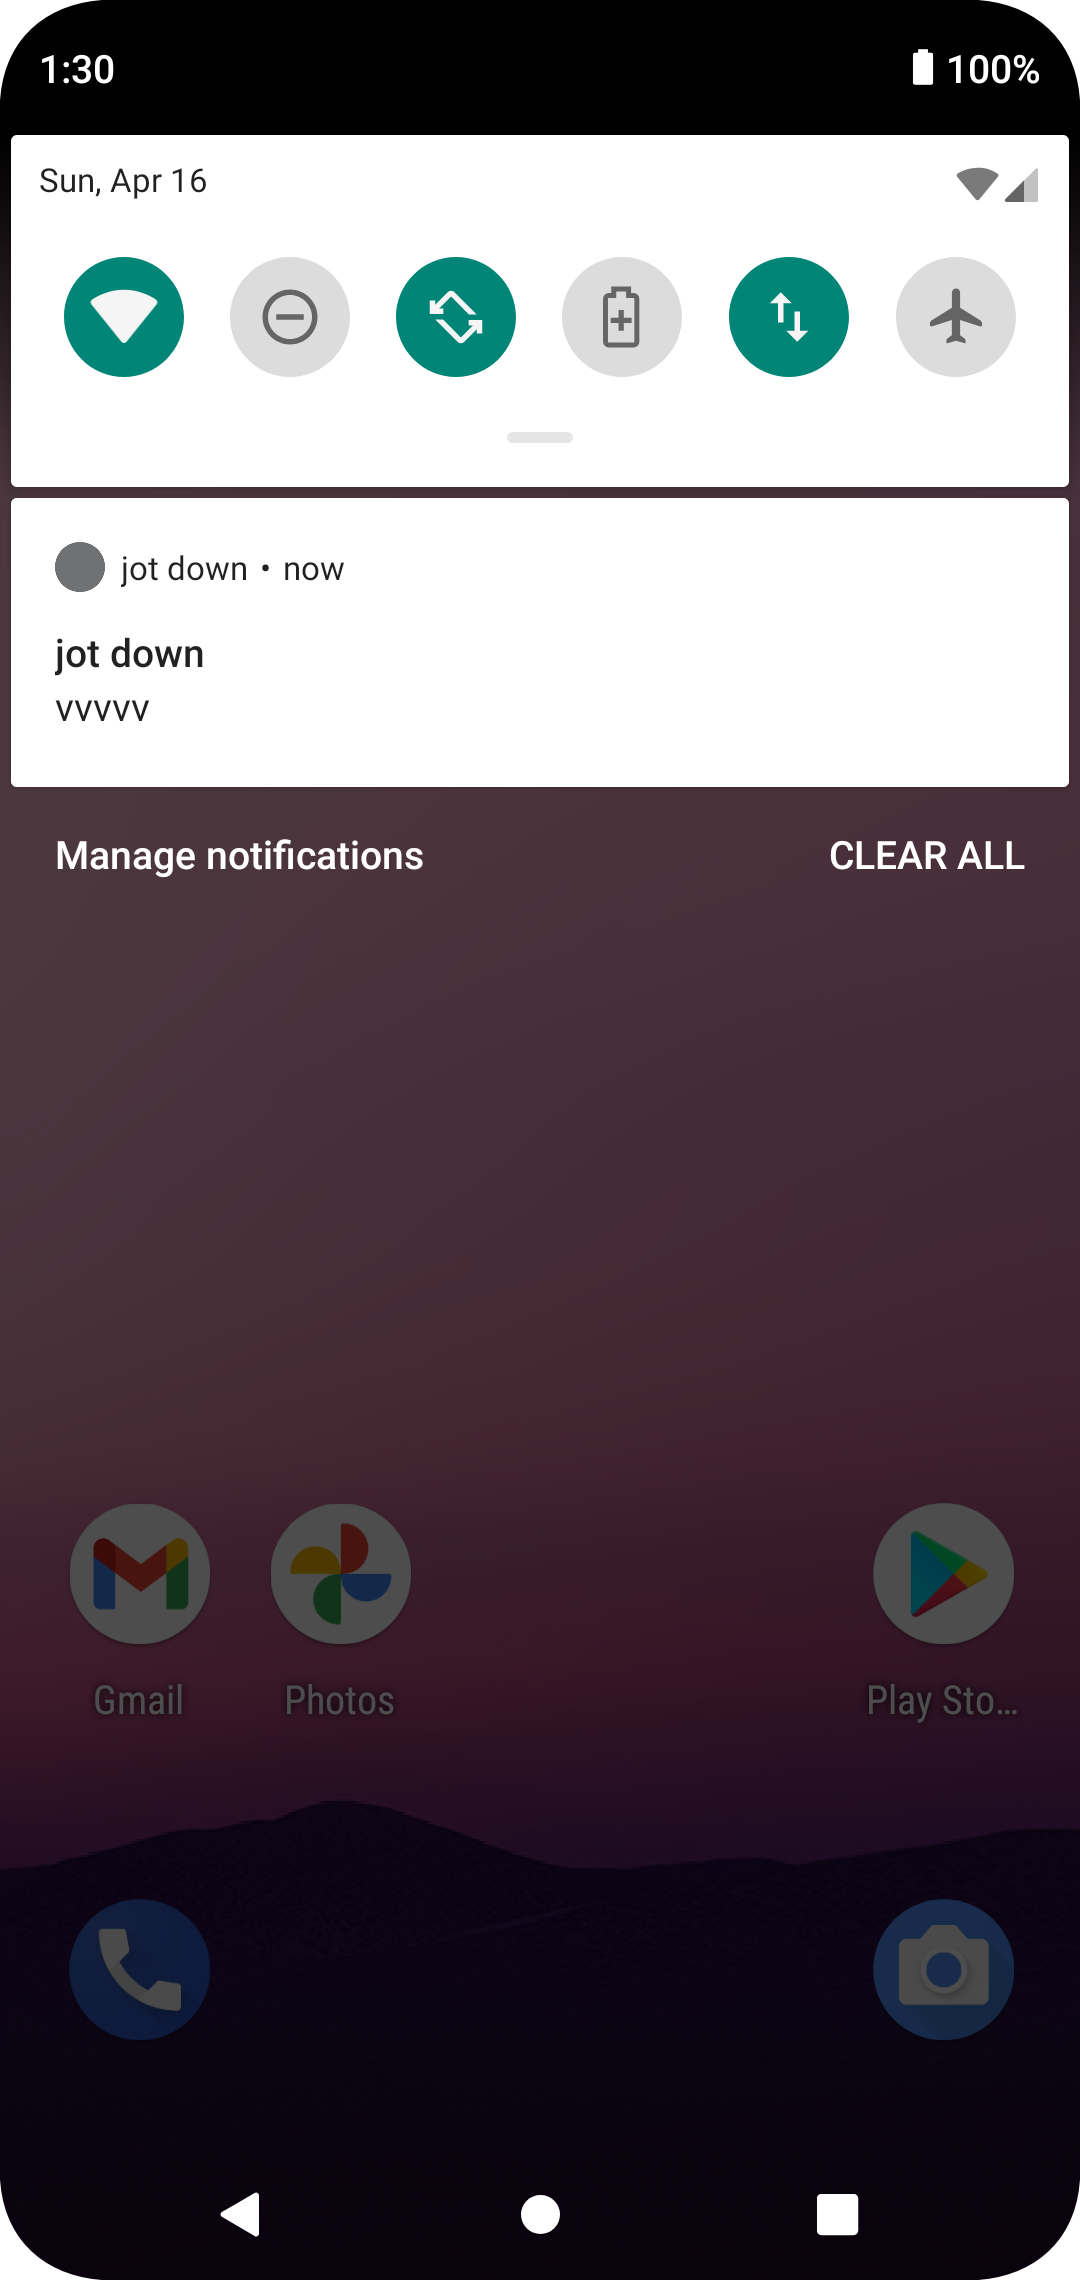 1:30
100%
Sun, Apr 16
jot down • now
jot down
vvvvv
Manage notifications
CLEAR ALL
Gmail
Photos
Play Sto…